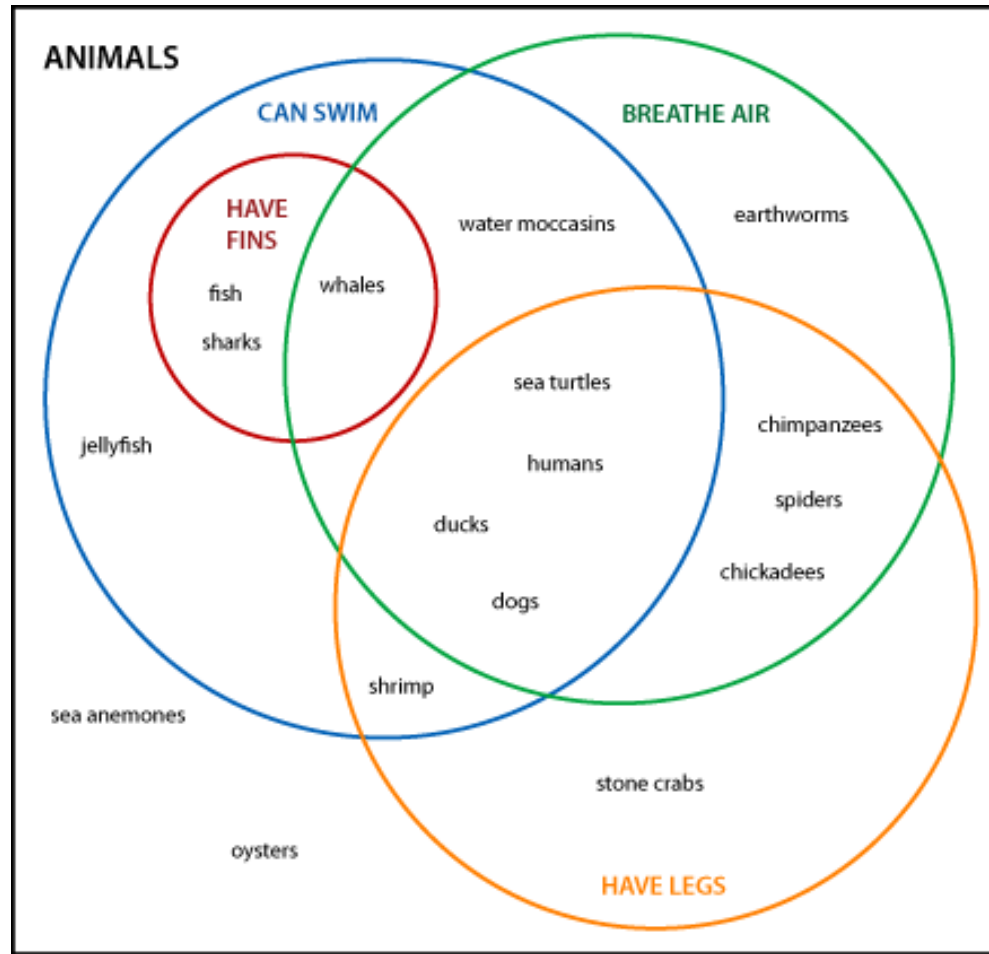 ANIMALS
CAN SWIM
BREATHE AIR
HAVE
FINS
water moccasins
earthworms
fish
whales
sharks
sea turtles
jellyfish
chimpanzees
humans
spiders
ducks
chickadees
dogs
shrimp
sea anemones
stone crabs
oysters
HAVE LEGS